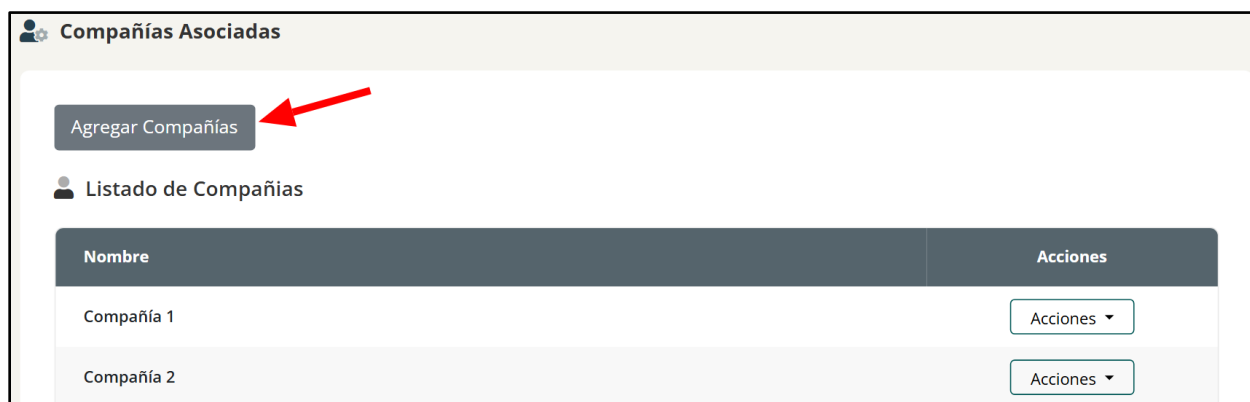 Compañías Asociadas
Agregar Compañías
Listado de Compañias
Nombre Acciones
Compañía 1 Acciones
Compañía 2 Acciones